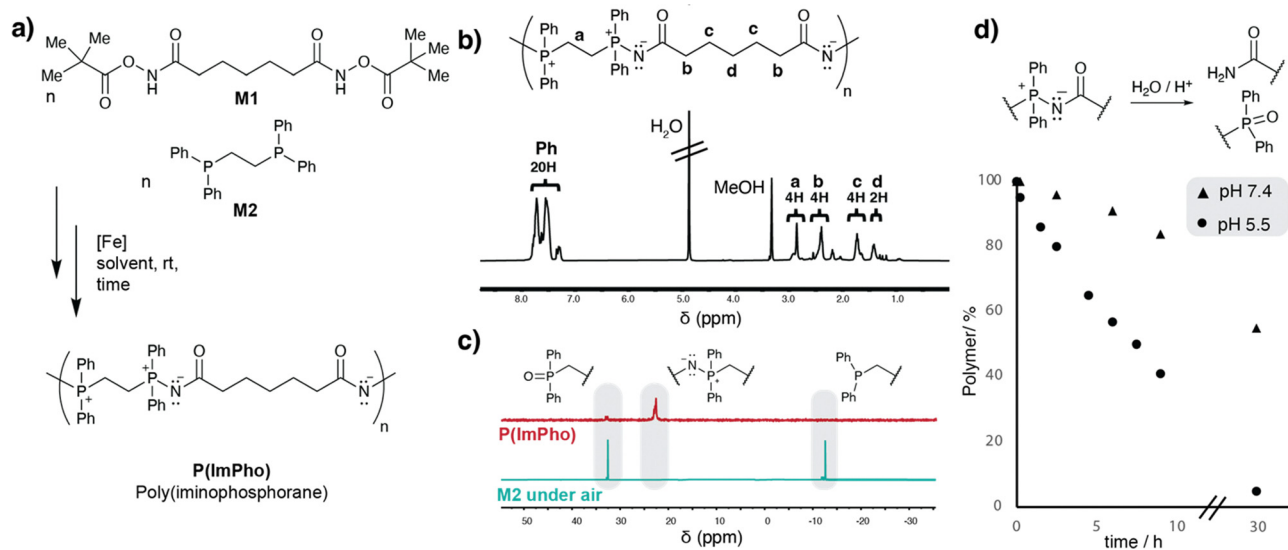 a)
Me
Me
Me
O
O
N
H
O
O
H
N
O
O
Me
Me
Me
n
M1
Ph
Ph
P
P
Ph
Ph
n
M2
[Fe]
solvent, rt,
time
Ph
P
+
Ph
Ph
+
P
Ph
N
−
O
O
N
−
n
P(ImPho)
Poly(iminophosphorane)
b)
Ph
P
+
Ph
a
Ph
+
P
Ph
N
−
O
b
c
d
c
b
O
N
−
n
H2O
Ph
20H
MeOH
a b c d
4H 4H 4H 2H
8.0 7.0 6.0 5.0 4.0 3.0 2.0 1.0
δ (ppm)
c)
Ph
O=P
Ph
−
N
Ph
P
+
Ph
Ph
P
Ph
P(ImPho)
M2 under air
50 40 30 20 10 0 -10 -20 -30
δ (ppm)
d)
Ph
+
P
Ph
N
−
O
H2O / H+
O
H2N
Ph
P=O
Ph
100
80
60
40
20
0
Polymer/ %
▲ pH 7.4
● pH 5.5
0 5 10 30
time / h